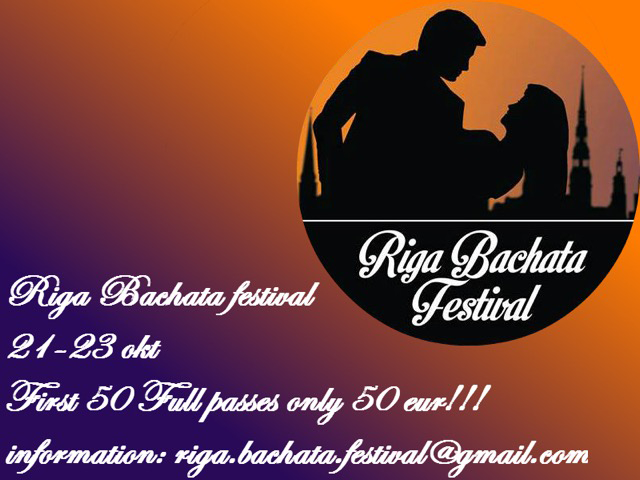 Riga Bachata
Festival
Riga Bachata festival
21-23 okt
First 50 Full passes only 50 eur!!!
information: riga.bachata.festival@gmail.com